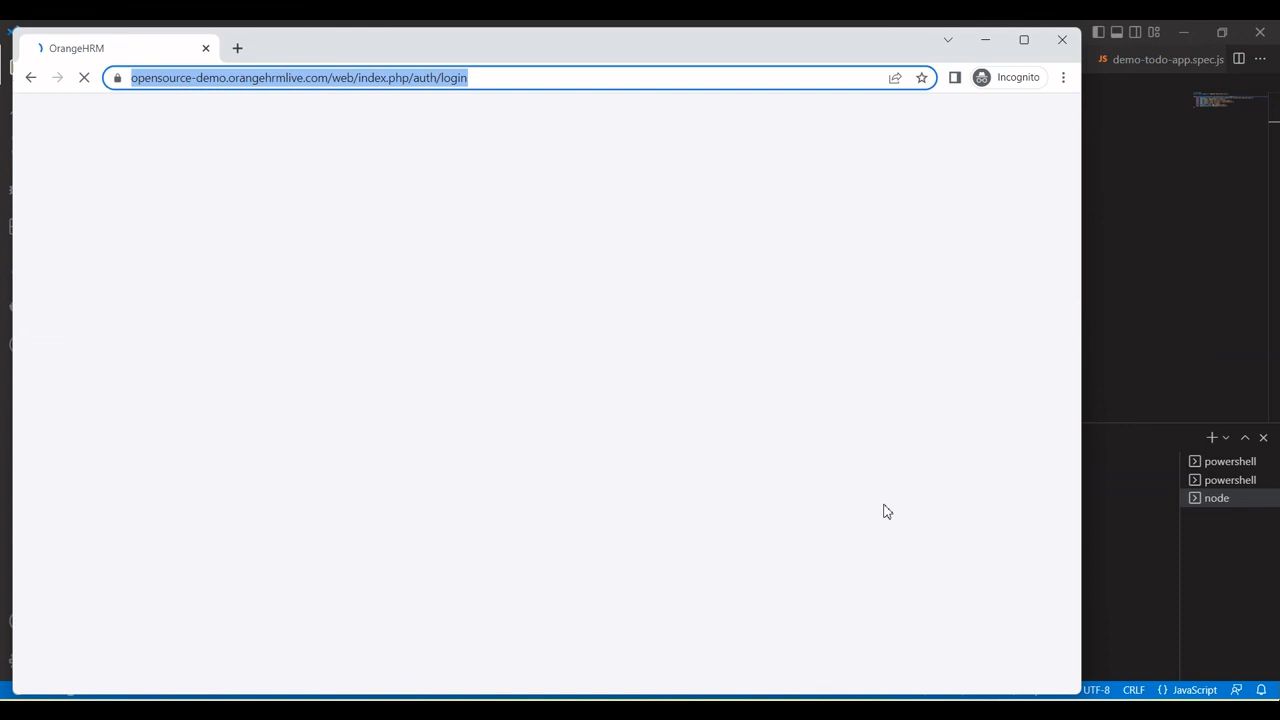 OrangeHRM
demo-todo-app.spec.js
opensource-demo.orangehrmlive.com/web/index.php/auth/login
Incognito
powershell
powershell
node
UTF-8
CRLF
{} JavaScript